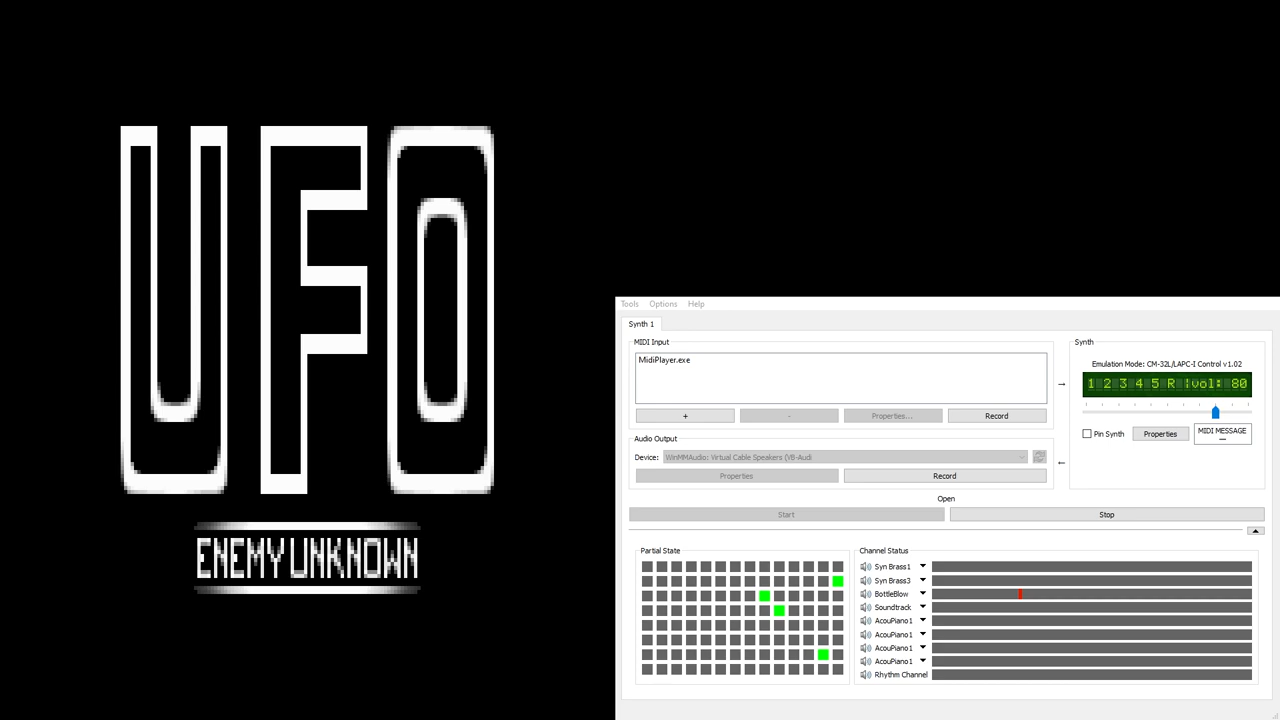 UFO
ENEMY UNKNOWN
Tools Options Help
Synth 1
MIDI Input
MidiPlayer.exe
+ - Properties... Record
Audio Output
Device: WinMMAudio: Virtual Cable Speakers (VB-Audi
Properties Record
Synth
Emulation Mode: CM-32L/LAPC-I Control v1.02
1 2 3 4 5 R |vol: 80
Pin Synth Properties MIDI MESSAGE
Open
Start Stop
Partial State
Channel Status
Syn Brass1
Syn Brass3
BottleBlow
Soundtrack
AcouPiano1
AcouPiano1
AcouPiano1
AcouPiano1
Rhythm Channel